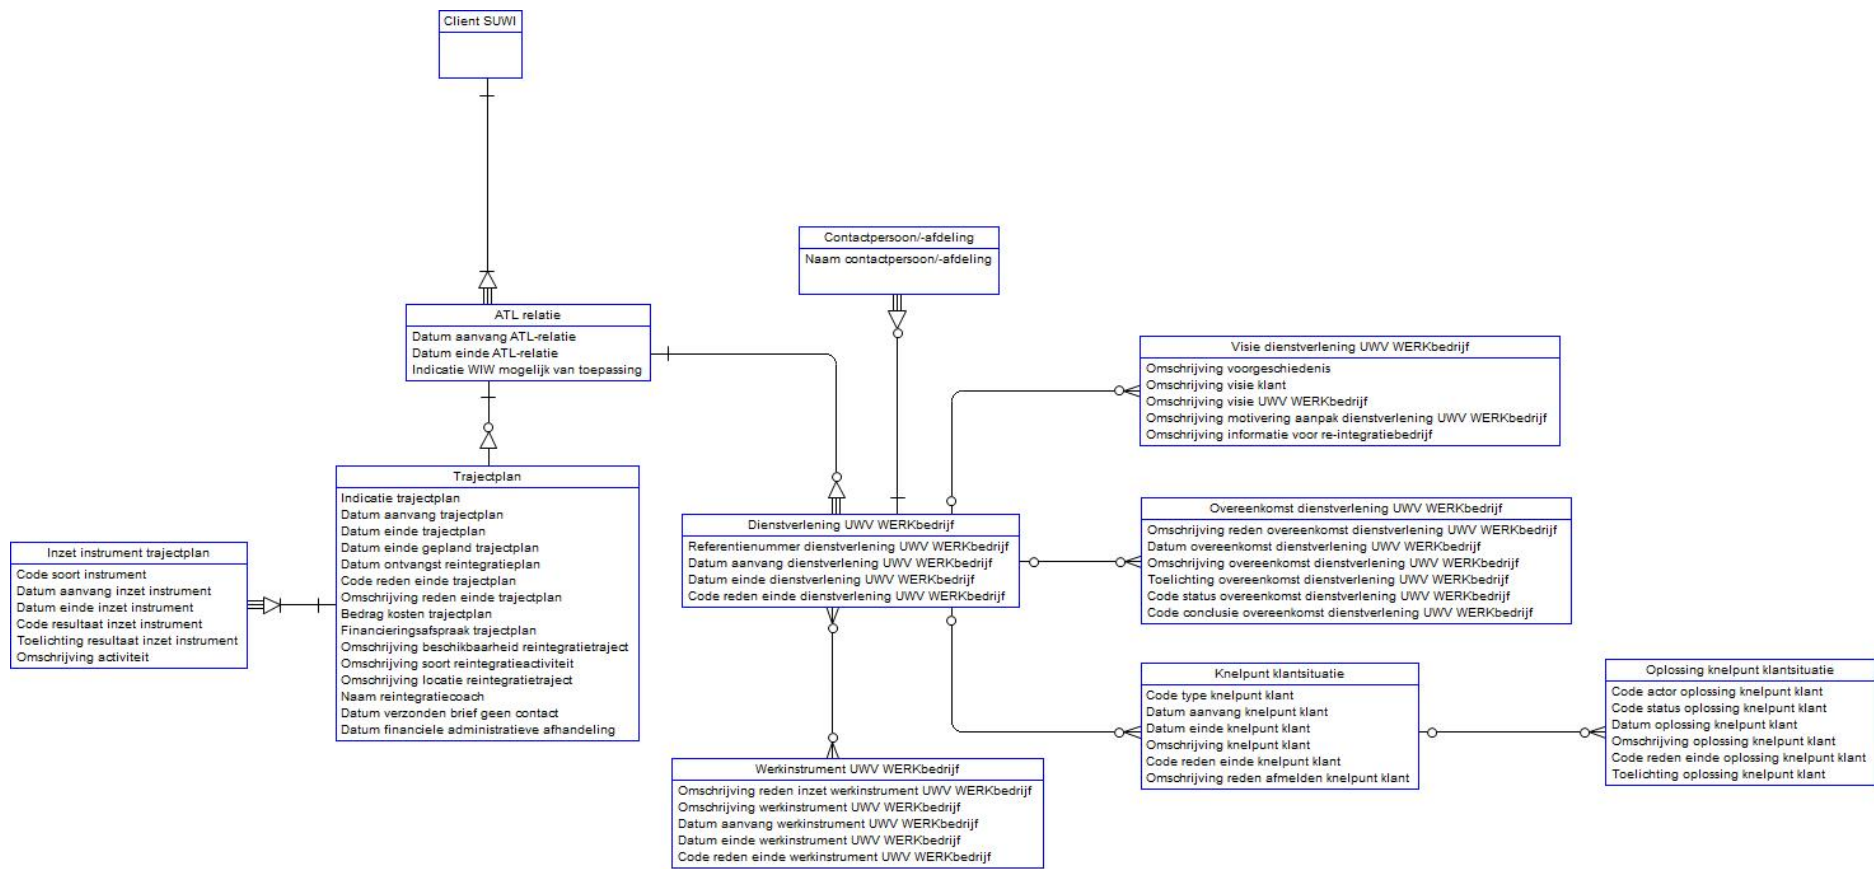 Client SUWI
Contactpersoon/-afdeling
Naam contactpersoon/-afdeling
ATL relatie
Datum aanvang ATL-relatie
Datum einde ATL-relatie
Indicatie WIW mogelijk van toepassing
Visie dienstverlening UWV WERKbedrijf
Omschrijving voorgeschiedenis
Omschrijving visie klant
Omschrijving visie UWV WERKbedrijf
Omschrijving motivering aanpak dienstverlening UWV WERKbedrijf
Omschrijving informatie voor re-integratiebedrijf
Trajectplan
Indicatie trajectplan
Datum aanvang trajectplan
Datum einde trajectplan
Datum einde gepland trajectplan
Datum ontvangst reintegratieplan
Code reden einde trajectplan
Omschrijving reden einde trajectplan
Bedrag kosten trajectplan
Financieringsafspraak trajectplan
Omschrijving beschikbaarheid reintegratietraject
Omschrijving soort reintegratieactiviteit
Omschrijving locatie reintegratietraject
Naam reintegratiecoach
Datum verzonden brief geen contact
Datum financiele administratieve afhandeling
Inzet instrument trajectplan
Code soort instrument
Datum aanvang inzet instrument
Datum einde inzet instrument
Code resultaat inzet instrument
Toelichting resultaat inzet instrument
Omschrijving activiteit
Dienstverlening UWV WERKbedrijf
Referentienummer dienstverlening UWV WERKbedrijf
Datum aanvang dienstverlening UWV WERKbedrijf
Datum einde dienstverlening UWV WERKbedrijf
Code reden einde dienstverlening UWV WERKbedrijf
Overeenkomst dienstverlening UWV WERKbedrijf
Omschrijving reden overeenkomst dienstverlening UWV WERKbedrijf
Datum overeenkomst dienstverlening UWV WERKbedrijf
Omschrijving overeenkomst dienstverlening UWV WERKbedrijf
Toelichting overeenkomst dienstverlening UWV WERKbedrijf
Code status overeenkomst dienstverlening UWV WERKbedrijf
Code conclusie overeenkomst dienstverlening UWV WERKbedrijf
Knelpunt klantsituatie
Code type knelpunt klant
Datum aanvang knelpunt klant
Datum einde knelpunt klant
Omschrijving knelpunt klant
Code reden einde knelpunt klant
Omschrijving reden afmelden knelpunt klant
Oplossing knelpunt klantsituatie
Code actor oplossing knelpunt klant
Code status oplossing knelpunt klant
Datum oplossing knelpunt klant
Omschrijving oplossing knelpunt klant
Code reden einde oplossing knelpunt klant
Toelichting oplossing knelpunt klant
Werkinstrument UWV WERKbedrijf
Omschrijving reden inzet werkinstrument UWV WERKbedrijf
Omschrijving werkinstrument UWV WERKbedrijf
Datum aanvang werkinstrument UWV WERKbedrijf
Datum einde werkinstrument UWV WERKbedrijf
Code reden einde werkinstrument UWV WERKbedrijf